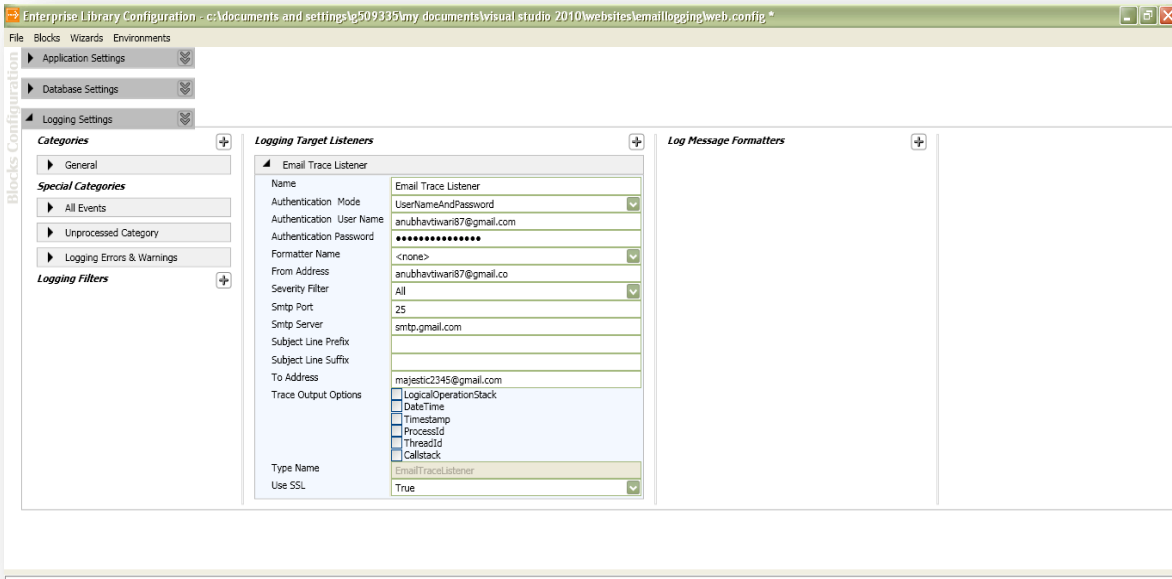 Enterprise Library Configuration - c:\documents and settings\g509335\my documents\visual studio 2010\websites\emaillogging\web.config *
File Blocks Wizards Environments
Blocks Configuration
Application Settings
Database Settings
Logging Settings
Categories
General
Special Categories
All Events
Unprocessed Category
Logging Errors & Warnings
Logging Filters
Logging Target Listeners
Email Trace Listener
Name Email Trace Listener
Authentication Mode UserNameAndPassword
Authentication User Name anubhavtiwari87@gmail.com
Authentication Password ●●●●●●●●●●●●●●●
Formatter Name <none>
From Address anubhavtiwari87@gmail.co
Severity Filter All
Smtp Port 25
Smtp Server smtp.gmail.com
Subject Line Prefix
Subject Line Suffix
To Address majestic2345@gmail.com
Trace Output Options LogicalOperationStack
DateTime
Timestamp
ProcessId
ThreadId
Callstack
Type Name EmailTraceListener
Use SSL True
Log Message Formatters